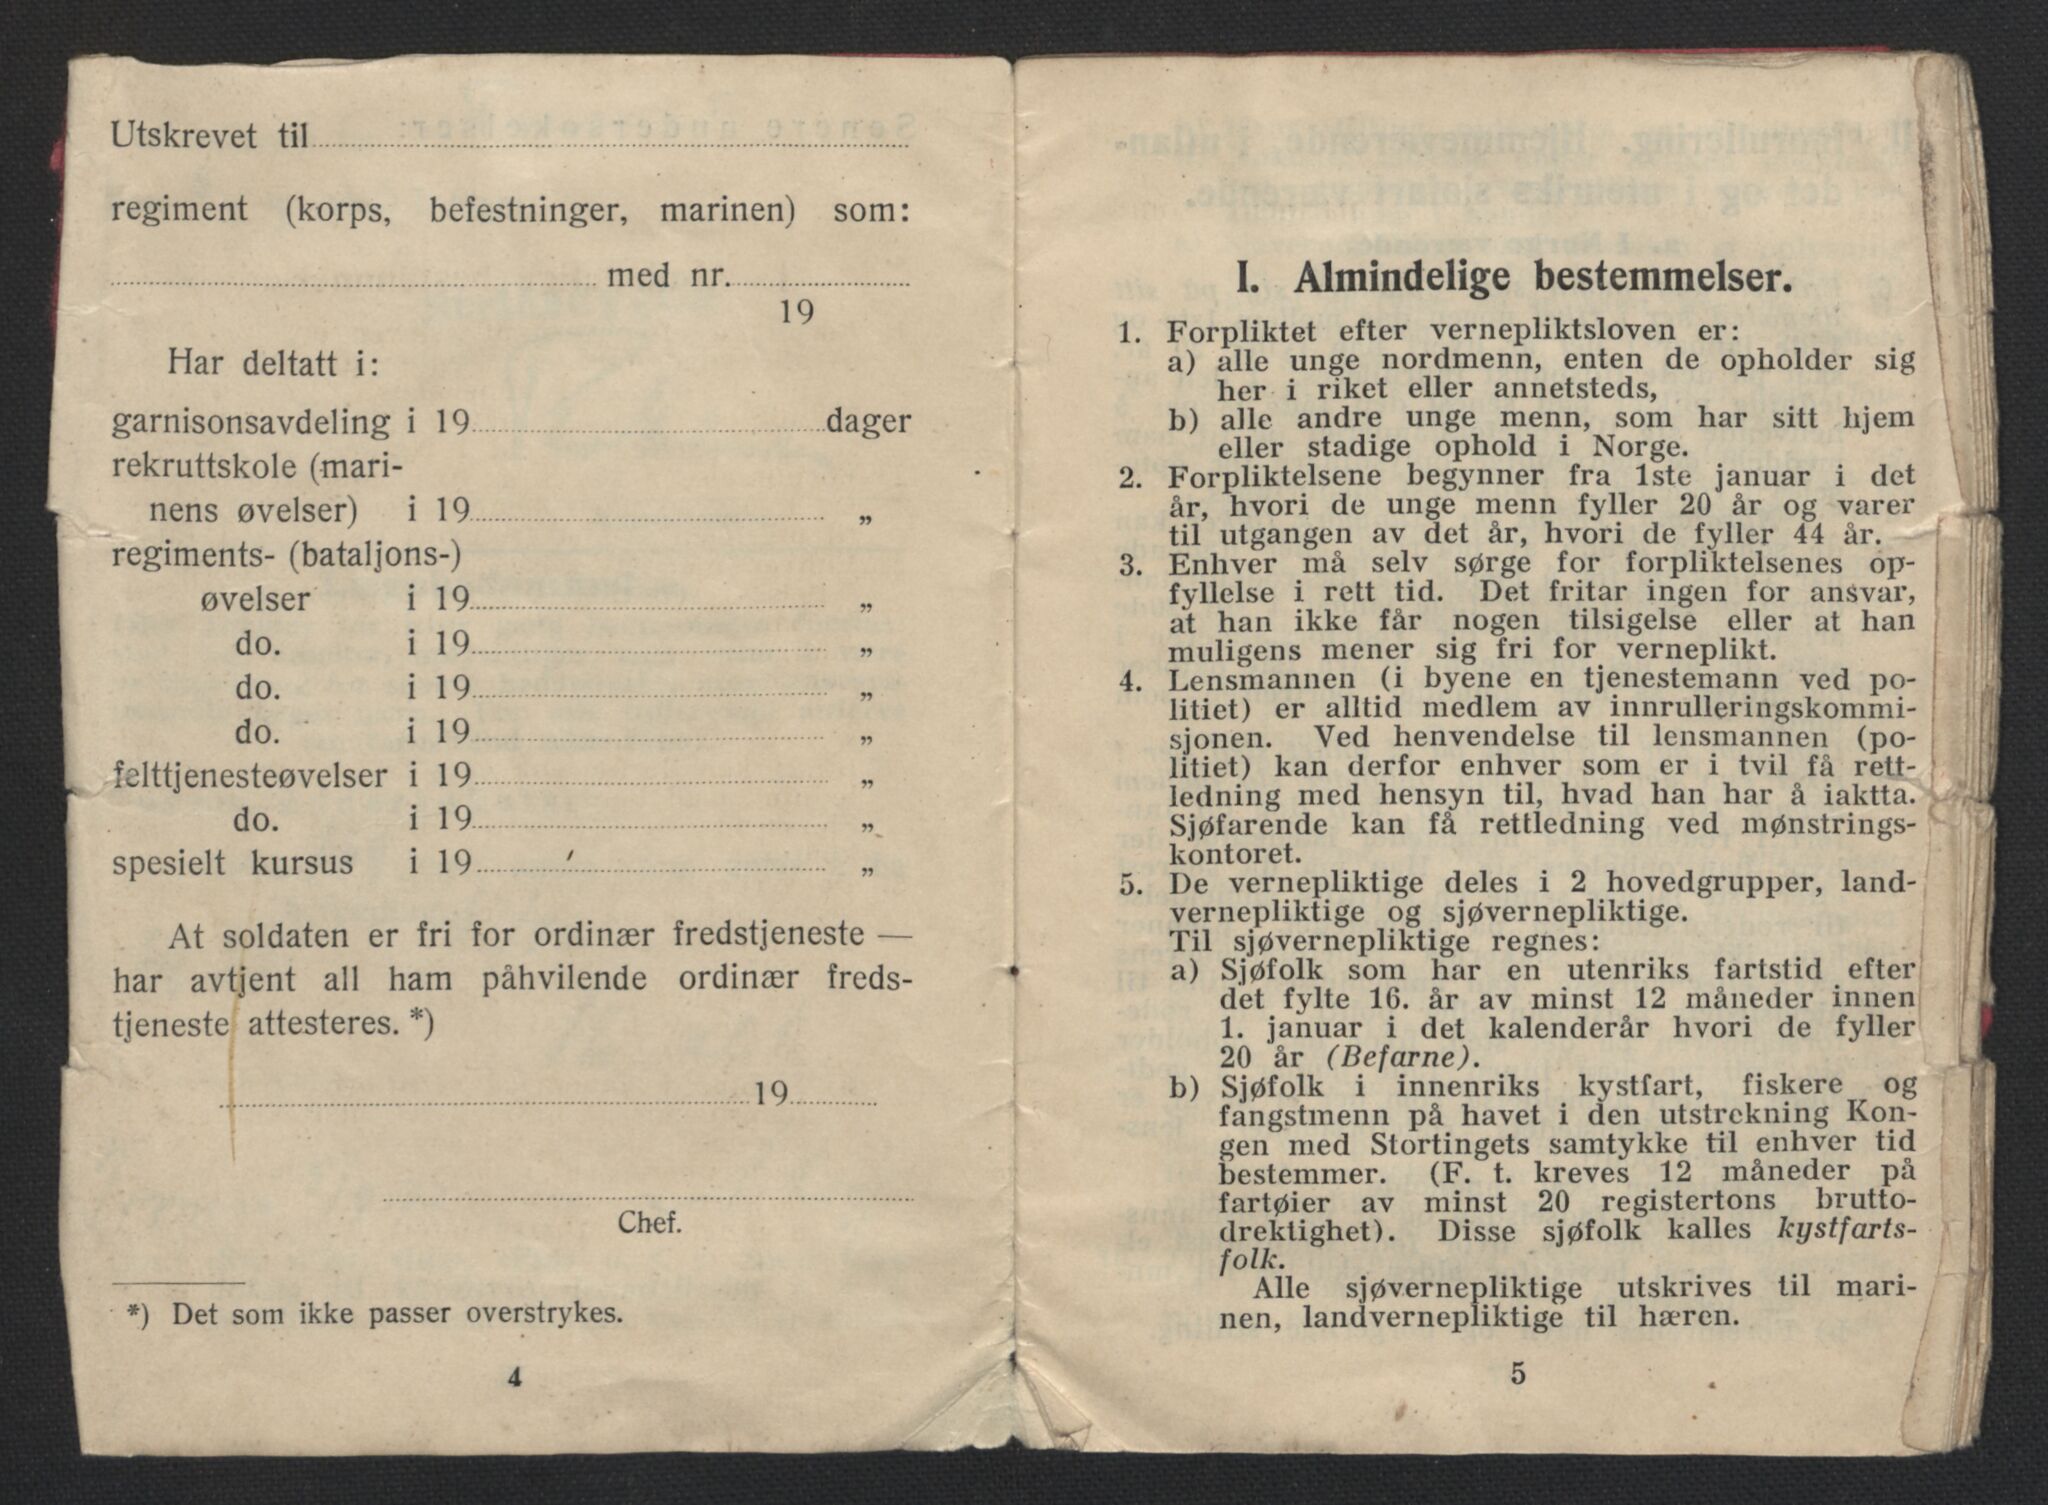 Utskrevet til
regiment (korps, befestninger, marinen) som:
med nr.
19
Har deltatt i:
garnisonsavdeling i 19 dager
rekruttskole (mari-
nens øvelser) i 19 „
regiments- (bataljons-)
øvelser i 19 „
do. i 19 „
do. i 19 „
do. i 19 „
felttjenesteøvelser i 19 „
do. i 19 „
spesielt kursus i 19 „
At soldaten er fri for ordinær fredstjeneste —
har avtjent all ham påhvilende ordinær freds-
tjeneste attesteres. *)
19
Chef.
*) Det som ikke passer overstrykes.
4
I. Almindelige bestemmelser.
1. Forpliktet efter vernepliktsloven er:
a) alle unge nordmenn, enten de opholder sig
her i riket eller annetsteds,
b) alle andre unge menn, som har sitt hjem
eller stadige ophold i Norge.
2. Forpliktelsene begynner fra 1ste januar i det
år, hvori de unge menn fyller 20 år og varer
til utgangen av det år, hvori de fyller 44 år.
3. Enhver må selv sørge for forpliktelsenes op-
fyllelse i rett tid. Det fritar ingen for ansvar,
at han ikke får nogen tilsigelse eller at han
muligens mener sig fri for verneplikt.
4. Lensmannen (i byene en tjenestemann ved po-
litiet) er alltid medlem av innrulleringskommi-
sjonen. Ved henvendelse til lensmannen (po-
litiet) kan derfor enhver som er i tvil få rett-
ledning med hensyn til, hvad han har å iaktta.
Sjøfarende kan få rettledning ved mønstrings-
kontoret.
5. De vernepliktige deles i 2 hovedgrupper, land-
vernepliktige og sjøvernepliktige.
Til sjøvernepliktige regnes:
a) Sjøfolk som har en utenriks fartstid efter
det fylte 16. år av minst 12 måneder innen
1. januar i det kalenderår hvori de fyller
20 år (Befarne).
b) Sjøfolk i innenriks kystfart, fiskere og
fangstmenn på havet i den utstrekning Kon-
gen med Stortingets samtykke til enhver tid
bestemmer. (F. t. kreves 12 måneder på
fartøier av minst 20 registertons brutto-
drektighet). Disse sjøfolk kalles kystfarts-
folk.
Alle sjøvernepliktige utskrives til mari-
nen, landvernepliktige til hæren.
5